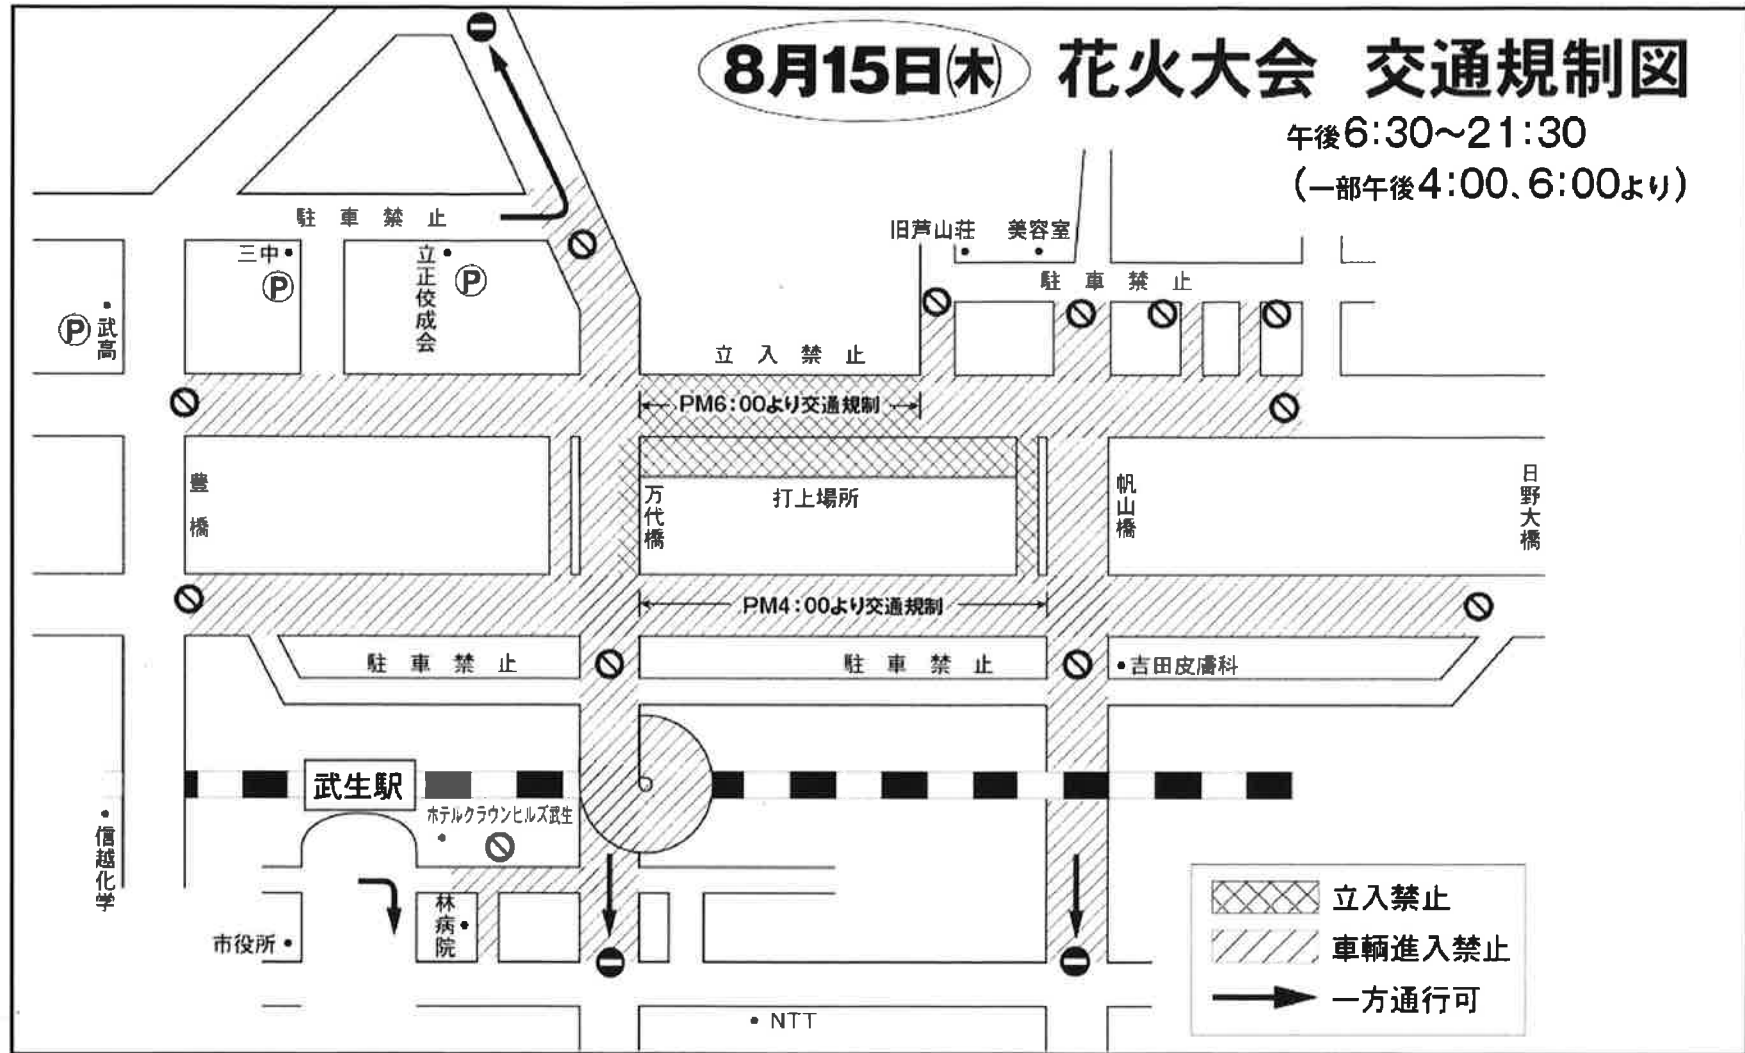 8月15日(木) 花火大会 交通規制図
午後6:30〜21:30
(一部午後4:00、6:00より)
駐車禁止
三中
P
立正佼成会
P
P
武高
旧芦山荘
美容室
駐車禁止
立入禁止
PM6:00より交通規制
豊橋
万代橋
打上場所
帆山橋
日野大橋
PM4:00より交通規制
駐車禁止
駐車禁止
吉田皮膚科
武生駅
ホテルクラウンヒルズ武生
信越化学
林病院
市役所
NTT
立入禁止
車輌進入禁止
一方通行可